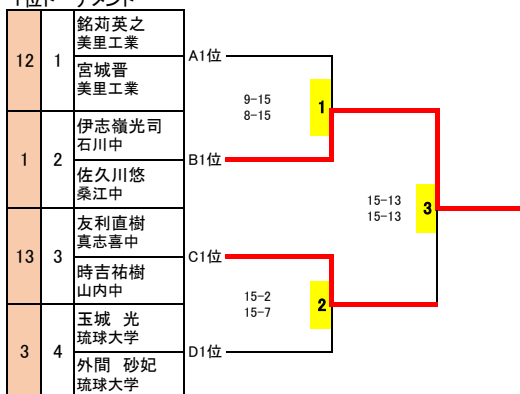 1位トーナメント
12 1 銘苅英之
美里工業
宮城晋
美里工業
A1位
1 2 伊志嶺光司
石川中
佐久川悠
桑江中
B1位
13 3 友利直樹
真志喜中
時吉祐樹
山内中
C1位
3 4 玉城 光
琉球大学
外間 砂妃
琉球大学
D1位
9-15
8-15
1
15-2
15-7
2
15-13
15-13
3